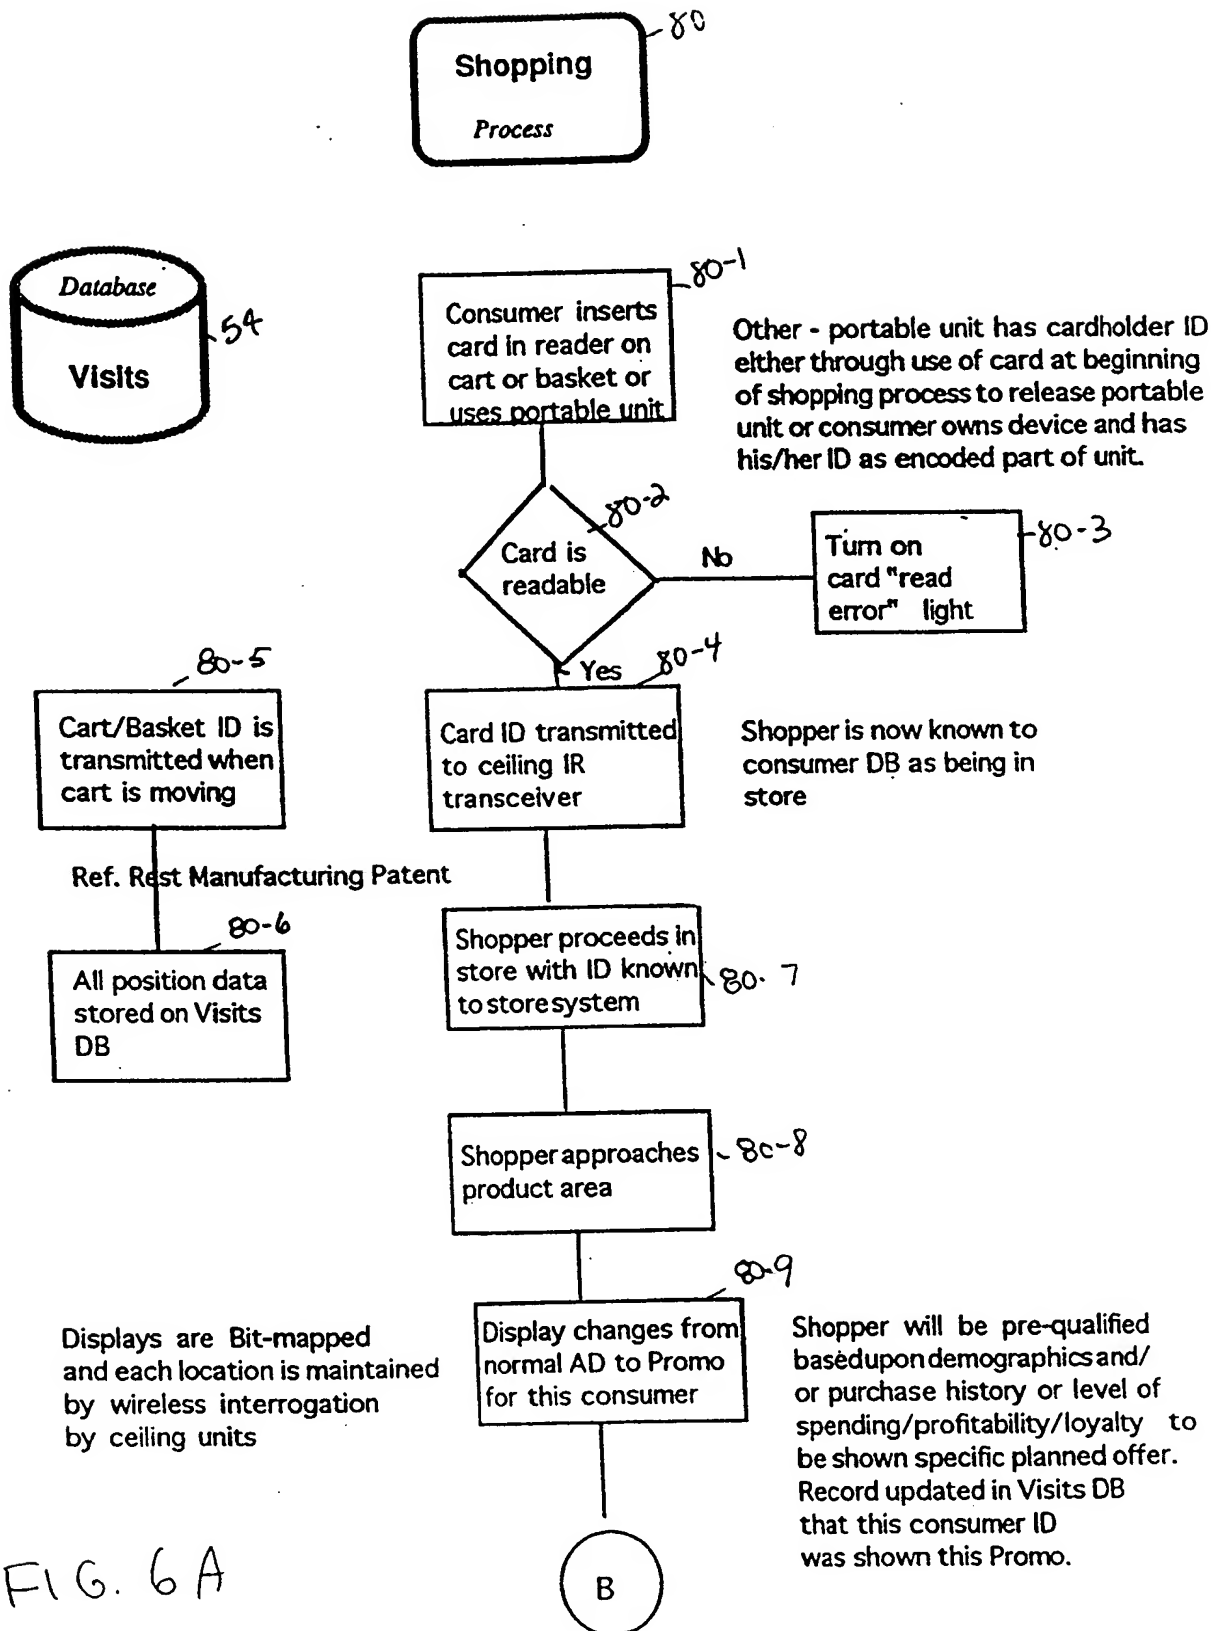 80
Shopping
Process
Database
Visits
54
80-1
Consumer inserts
card in reader on
cart or basket or
uses portable unit
Other - portable unit has cardholder ID
either through use of card at beginning
of shopping process to release portable
unit or consumer owns device and has
his/her ID as encoded part of unit.
80-2
Card is
readable
No
80-3
Turn on
card "read
error" light
Yes
80-4
80-5
Cart/Basket ID is
transmitted when
cart is moving
Card ID transmitted
to ceiling IR
transceiver
Shopper is now known to
consumer DB as being in
store
Ref. Rest Manufacturing Patent
80-6
All position data
stored on Visits
DB
Shopper proceeds in
store with ID known
to store system
80.7
Shopper approaches
product area
80-8
80-9
Displays are Bit-mapped
and each location is maintained
by wireless interrogation
by ceiling units
Display changes from
normal AD to Promo
for this consumer
Shopper will be pre-qualified
based upon demographics and/
or purchase history or level of
spending/profitability/loyalty to
be shown specific planned offer.
Record updated in Visits DB
that this consumer ID
was shown this Promo.
B
FIG. 6A